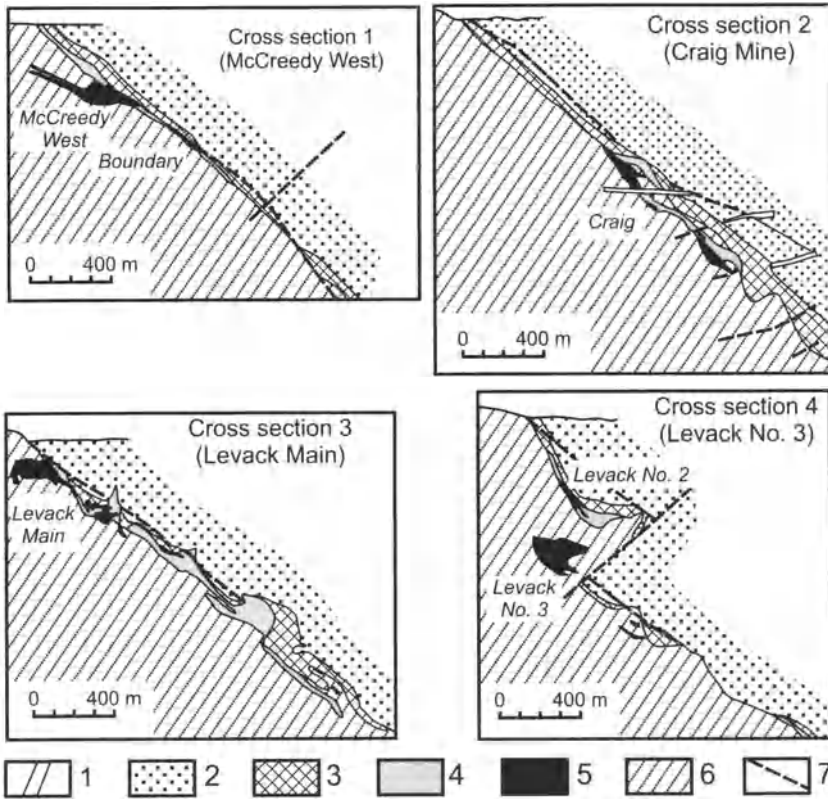 Cross section 1
(McCreedy West)
McCreedy
West
Boundary
0 400 m
Cross section 2
(Craig Mine)
Craig
0 400 m
Cross section 3
(Levack Main)
Levack
Main
0 400 m
Cross section 4
(Levack No. 3)
Levack No. 2
Levack
No. 3
0 400 m
1 2 3 4 5 6 7